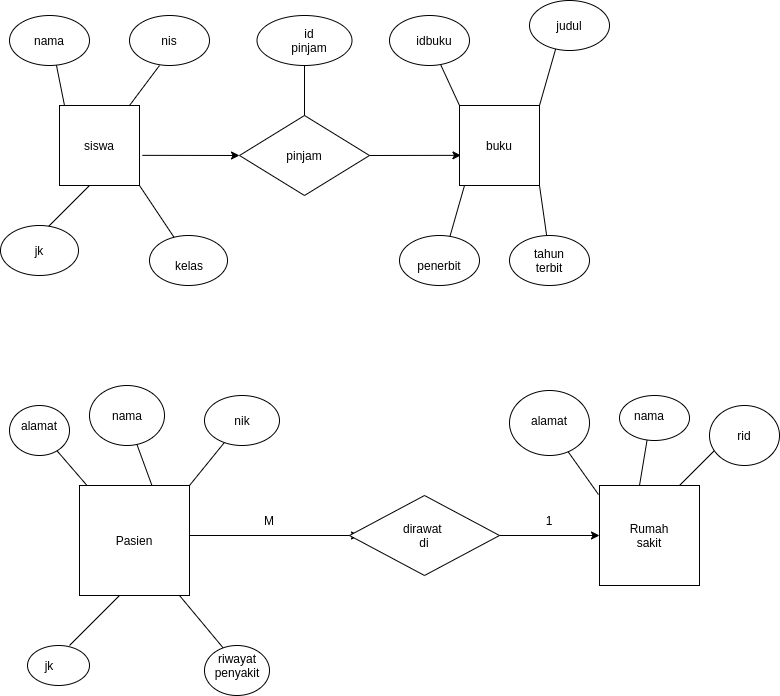 nama
nis
id
pinjam
idbuku
judul
siswa
pinjam
buku
jk
kelas
penerbit
tahun
terbit
alamat
nama
nik
alamat
nama
rid
Pasien
M
dirawat
di
1
Rumah
sakit
jk
riwayat
penyakit